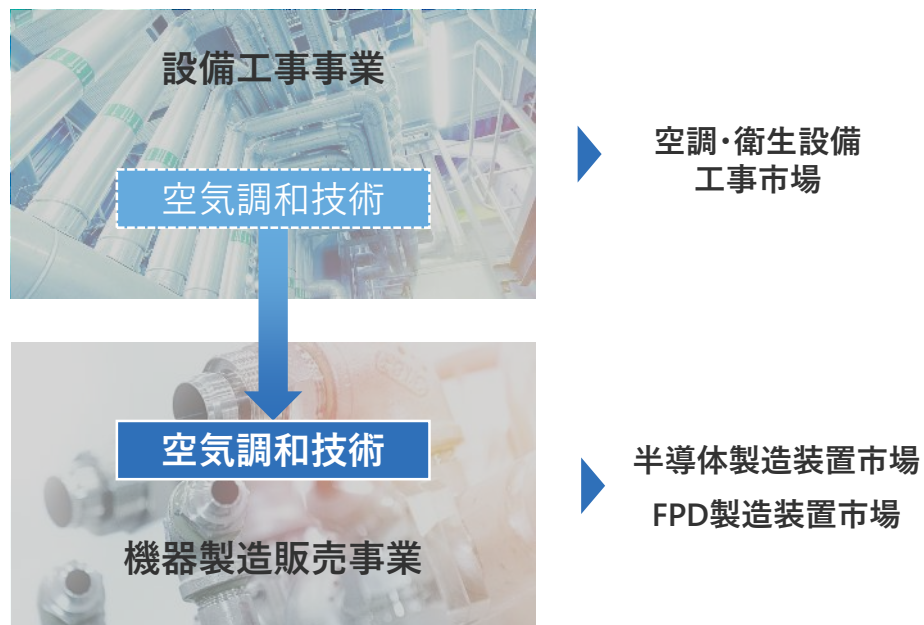 設備工事事業
空気調和技術
空調・衛生設備
工事市場
空気調和技術
機器製造販売事業
半導体製造装置市場
FPD製造装置市場